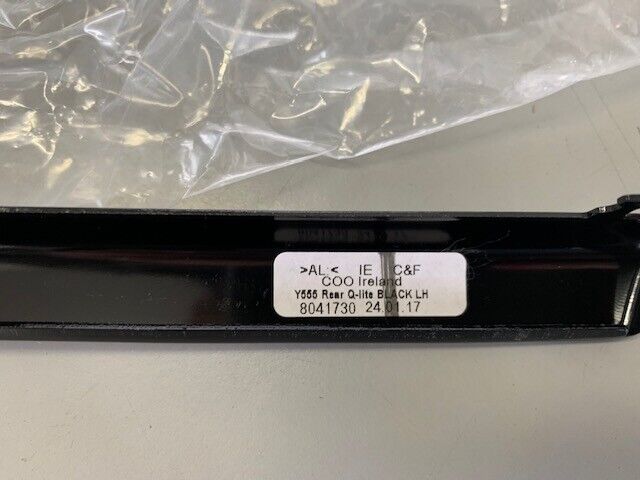 >AL< IE C&F
COO Ireland
Y555 Rear Q-lite BLACK LH
8041730 24.01.17